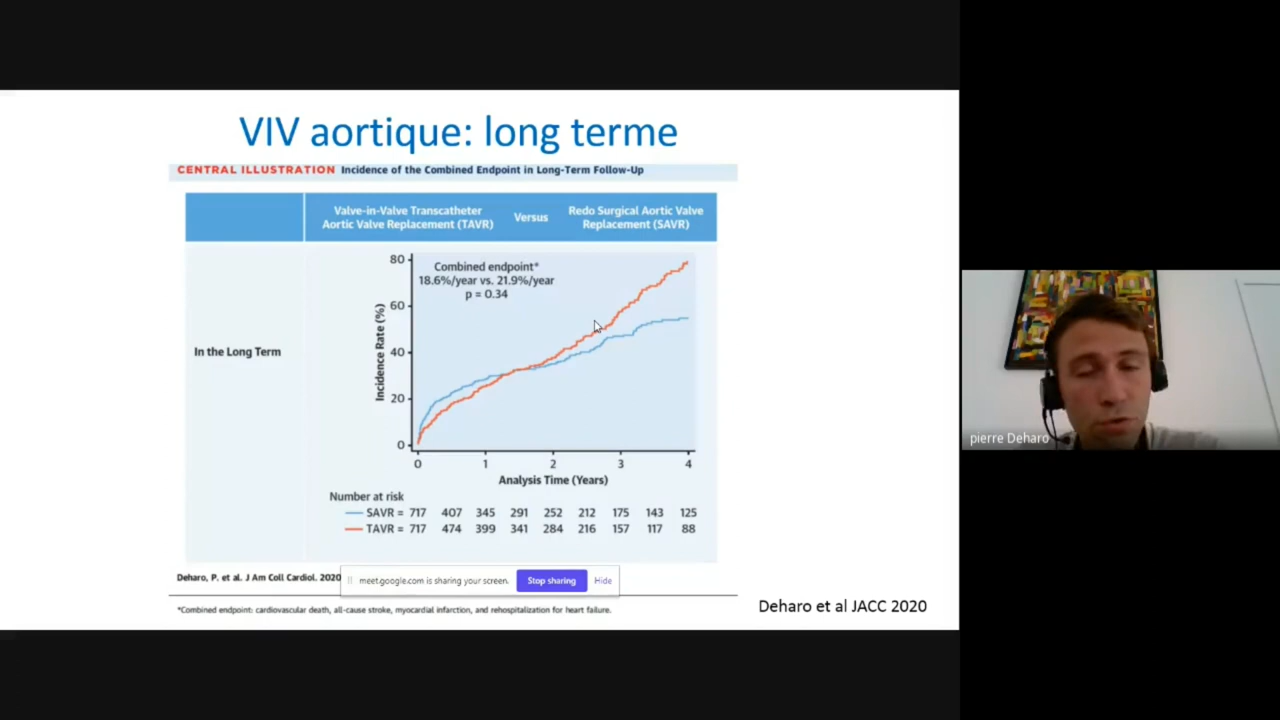 VIV aortique: long terme
CENTRAL ILLUSTRATION Incidence of the Combined Endpoint in Long-Term Follow-Up
Valve-in-Valve Transcatheter
Aortic Valve Replacement (TAVR)
Versus
Redo Surgical Aortic Valve
Replacement (SAVR)
In the Long Term
Combined endpoint*
18.6%/year vs. 21.9%/year
p = 0.34
Incidence Rate (%)
80
60
40
20
0
0 1 2 3 4
Analysis Time (Years)
Number at risk
SAVR = 717 407 345 291 252 212 175 143 125
TAVR = 717 474 399 341 284 216 157 117 88
Deharo, P. et al. J Am Coll Cardiol. 2020
meet.google.com is sharing your screen. Stop sharing Hide
*Combined endpoint: cardiovascular death, all-cause stroke, myocardial infarction, and rehospitalization for heart failure.
Deharo et al JACC 2020
pierre Deharo